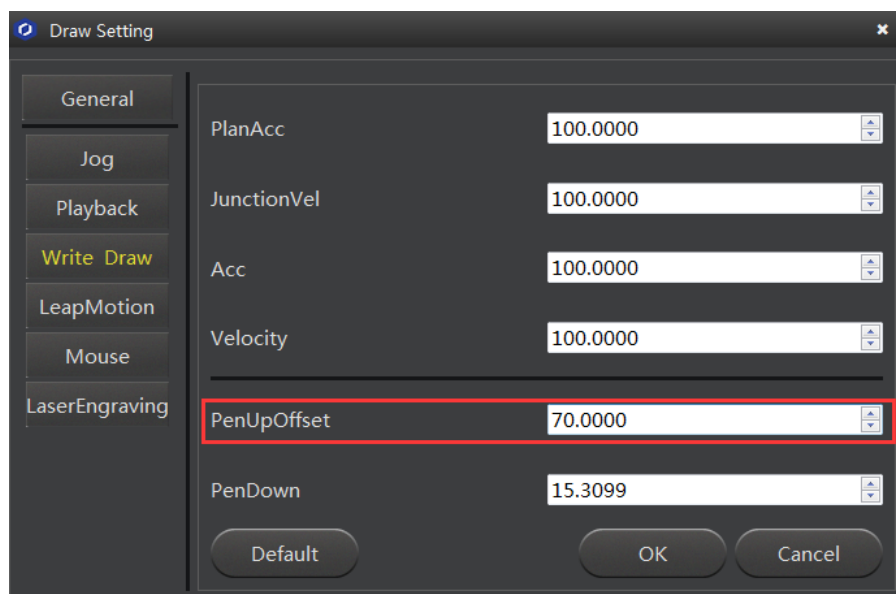 Draw Setting
General
Jog
Playback
Write Draw
LeapMotion
Mouse
LaserEngraving
PlanAcc 100.0000
JunctionVel 100.0000
Acc 100.0000
Velocity 100.0000
PenUpOffset 70.0000
PenDown 15.3099
Default OK Cancel